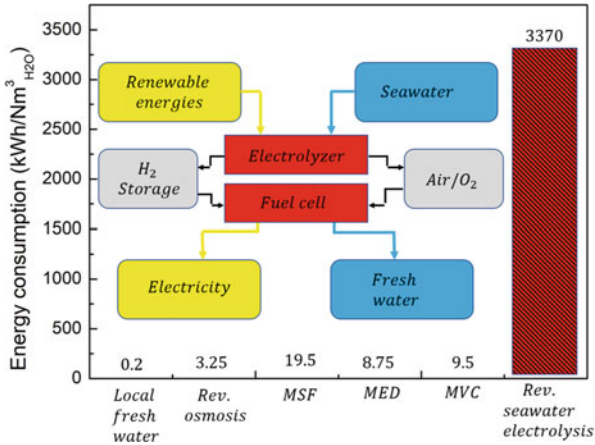 Energy consumption (kWh/Nm³H2O)
3500
3000
2500
2000
1500
1000
500
0
3370
Renewable
energies
Seawater
Electrolyzer
H₂
Storage
Air/O₂
Fuel cell
Electricity
Fresh
water
0.2
3.25
19.5
8.75
9.5
Local
fresh
water
Rev.
osmosis
MSF
MED
MVC
Rev.
seawater
electrolysis